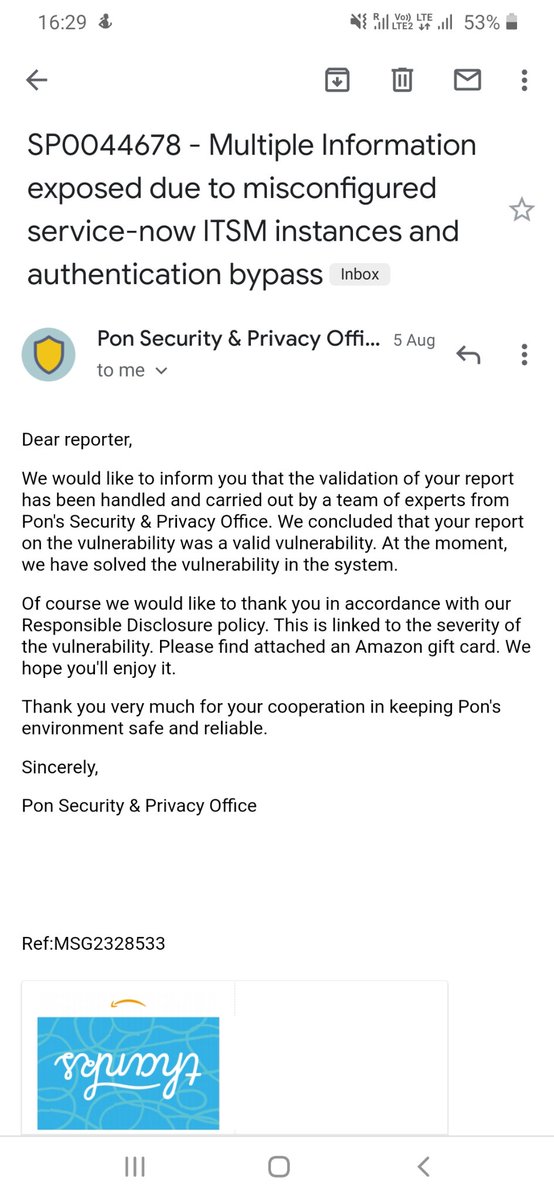 16:29
R Vo)) LTE LTE2 53%
SP0044678 - Multiple Information
exposed due to misconfigured
service-now ITSM instances and
authentication bypass Inbox
Pon Security & Privacy Offi... 5 Aug
to me
Dear reporter,
We would like to inform you that the validation of your report
has been handled and carried out by a team of experts from
Pon's Security & Privacy Office. We concluded that your report
on the vulnerability was a valid vulnerability. At the moment,
we have solved the vulnerability in the system.
Of course we would like to thank you in accordance with our
Responsible Disclosure policy. This is linked to the severity of
the vulnerability. Please find attached an Amazon gift card. We
hope you'll enjoy it.
Thank you very much for your cooperation in keeping Pon's
environment safe and reliable.
Sincerely,
Pon Security & Privacy Office
Ref:MSG2328533
thanks